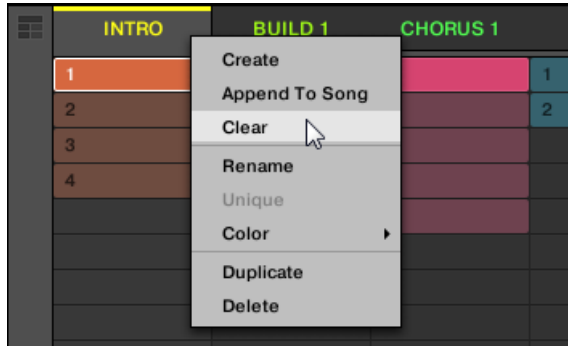 INTRO BUILD 1 CHORUS 1
1 1
2 2
3
4
Create
Append To Song
Clear
Rename
Unique
Color
Duplicate
Delete